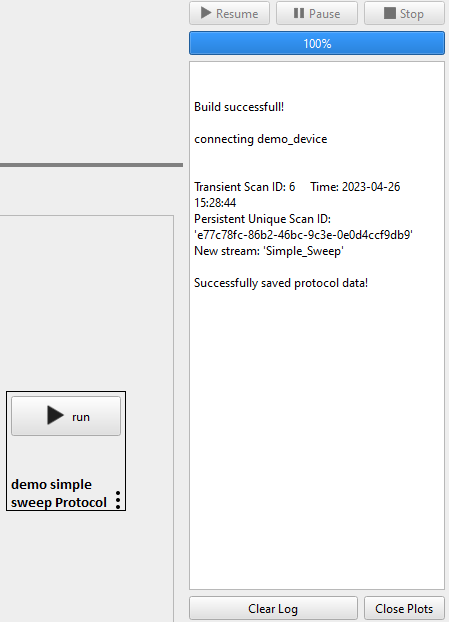 Resume Pause Stop
100%
Build successfull!
connecting demo_device
Transient Scan ID: 6 Time: 2023-04-26
15:28:44
Persistent Unique Scan ID:
'e77c78fc-86b2-46bc-9c3e-0e0d4ccf9db9'
New stream: 'Simple_Sweep'
Successfully saved protocol data!
run
demo simple
sweep Protocol
Clear Log Close Plots